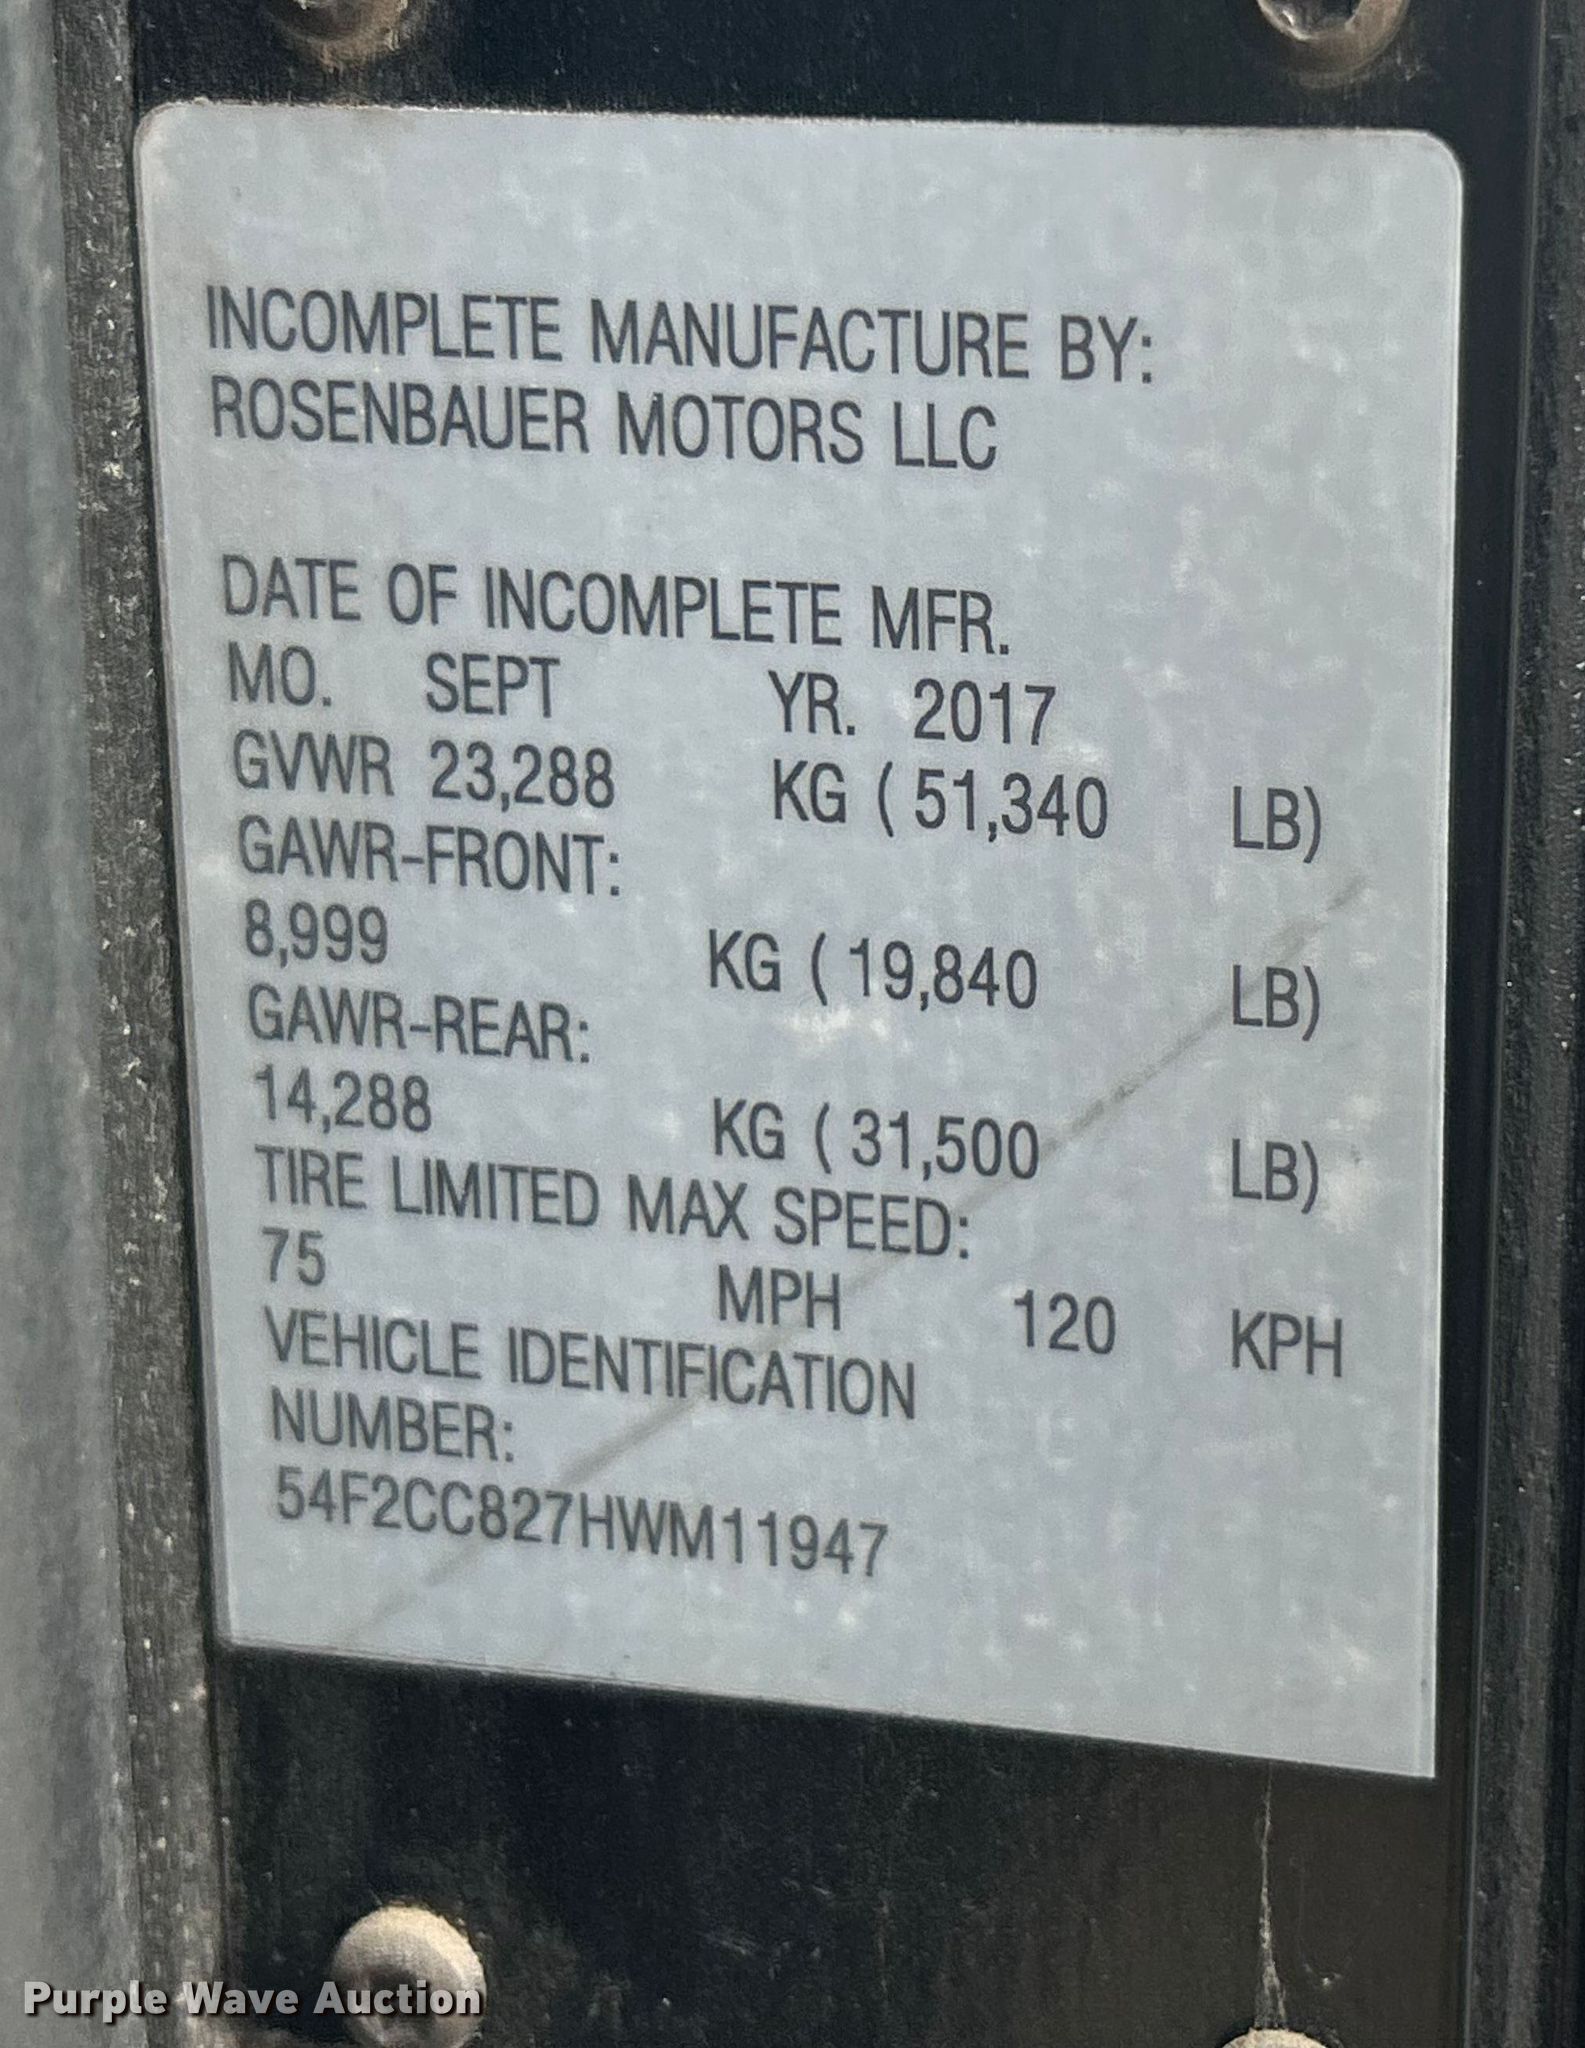 INCOMPLETE MANUFACTURE BY:
ROSENBAUER MOTORS LLC
DATE OF INCOMPLETE MFR.
MO. SEPT YR. 2017
GVWR 23,288 KG ( 51,340 LB)
GAWR-FRONT:
8,999 KG ( 19,840 LB)
GAWR-REAR:
14,288 KG ( 31,500 LB)
TIRE LIMITED MAX SPEED:
75 MPH 120 KPH
VEHICLE IDENTIFICATION
NUMBER:
54F2CC827HWM11947
Purple Wave Auction